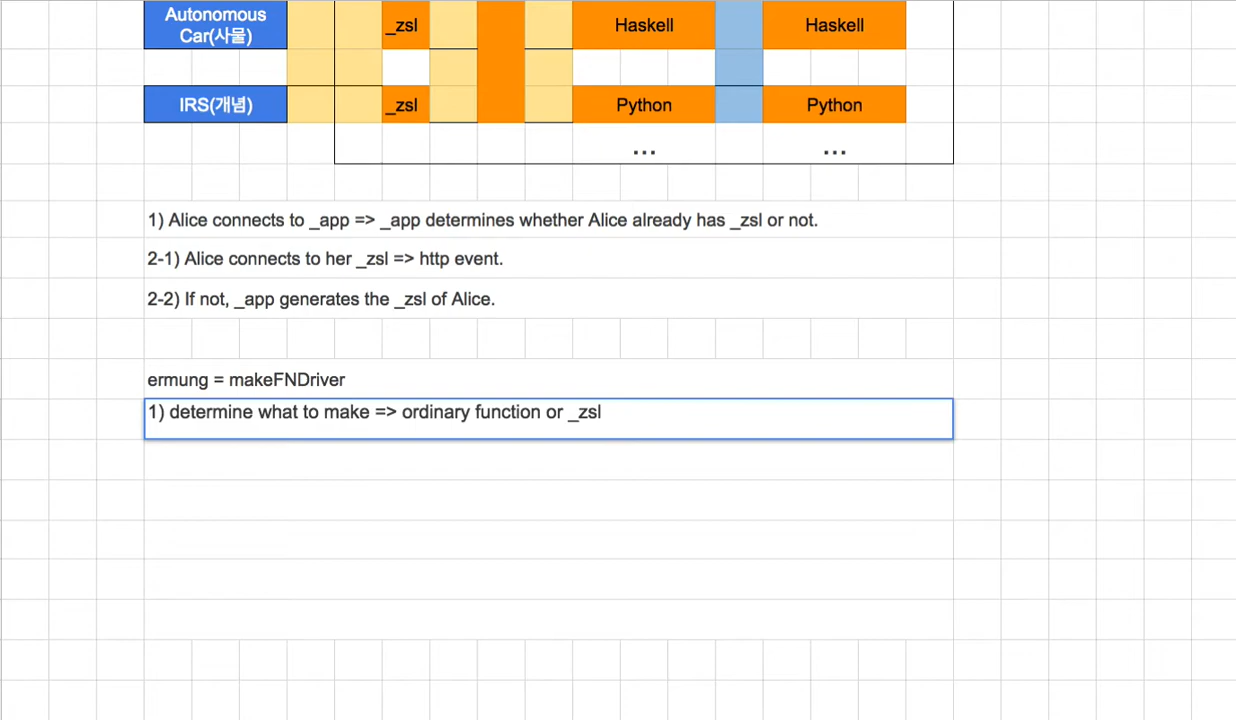 Autonomous
Car(사물)
_zsl
Haskell
Haskell
IRS(개념)
_zsl
Python
Python
...
...
1) Alice connects to _app => _app determines whether Alice already has _zsl or not.
2-1) Alice connects to her _zsl => http event.
2-2) If not, _app generates the _zsl of Alice.
ermung = makeFNDriver
1) determine what to make => ordinary function or _zsl